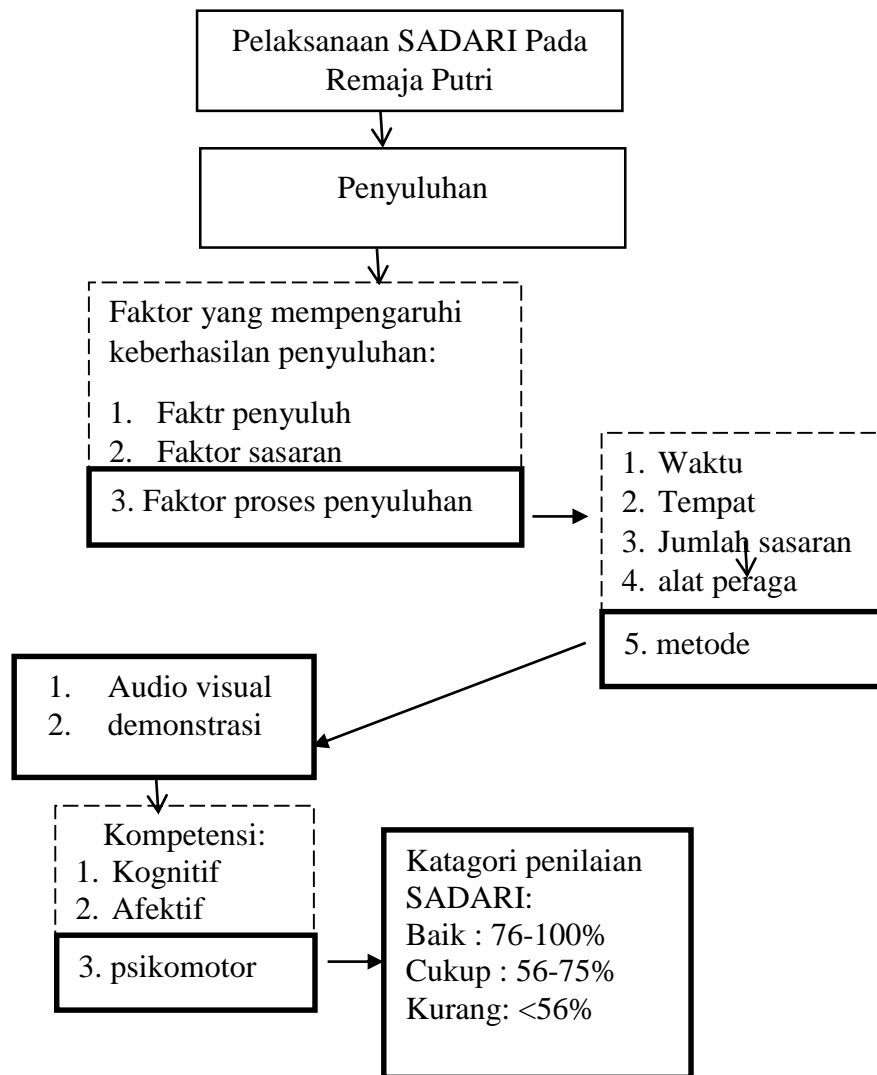 Pelaksanaan SADARI Pada
Remaja Putri
Penyuluhan
Faktor yang mempengaruhi
keberhasilan penyuluhan:
1. Faktr penyuluh
2. Faktor sasaran
3. Faktor proses penyuluhan
1. Waktu
2. Tempat
3. Jumlah sasaran
4. alat peraga
5. metode
1. Audio visual
2. demonstrasi
Kompetensi:
1. Kognitif
2. Afektif
3. psikomotor
Katagori penilaian
SADARI:
Baik : 76-100%
Cukup : 56-75%
Kurang: <56%